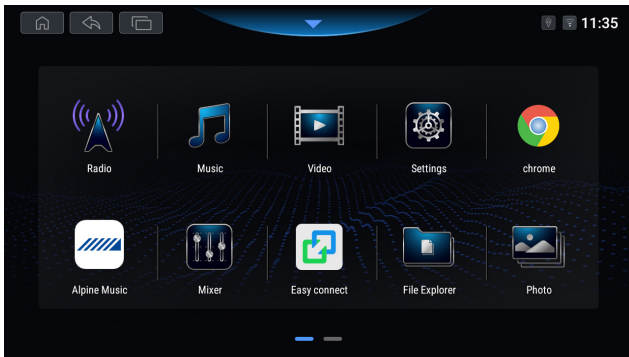 11:35
Radio
Music
Video
Settings
chrome
Alpine Music
Mixer
Easy connect
File Explorer
Photo